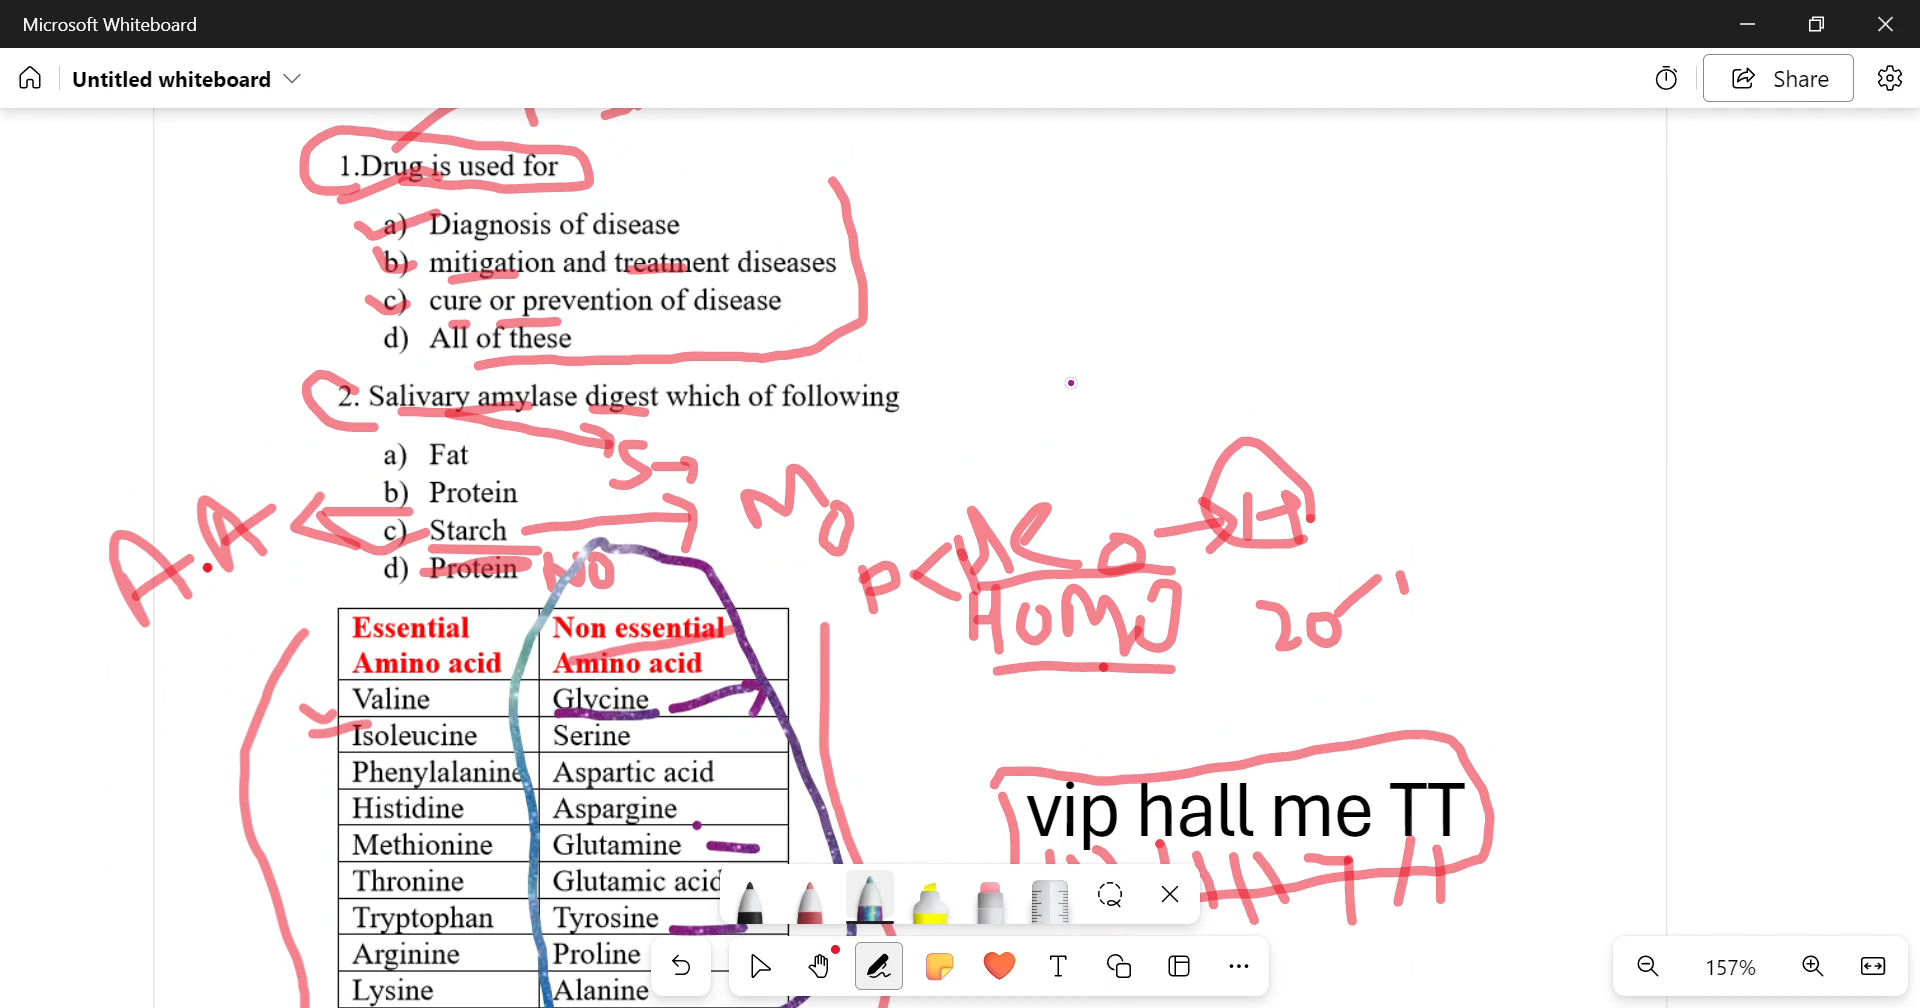 Microsoft Whiteboard
Untitled whiteboard
Share
1.Drug is used for
a) Diagnosis of disease
b) mitigation and treatment diseases
c) cure or prevention of disease
d) All of these
2. Salivary amylase digest which of following
a) Fat
b) Protein
c) Starch
d) Protein
A.A
S
NO
20
Essential Amino acid
Non essential Amino acid
Valine Glycine
Isoleucine Serine
Phenylalanine Aspartic acid
Histidine Aspargine
Methionine Glutamine
Thronine Glutamic acid
Tryptophan Tyrosine
Arginine Proline
Lysine Alanine
vip hall me TT
T
157%